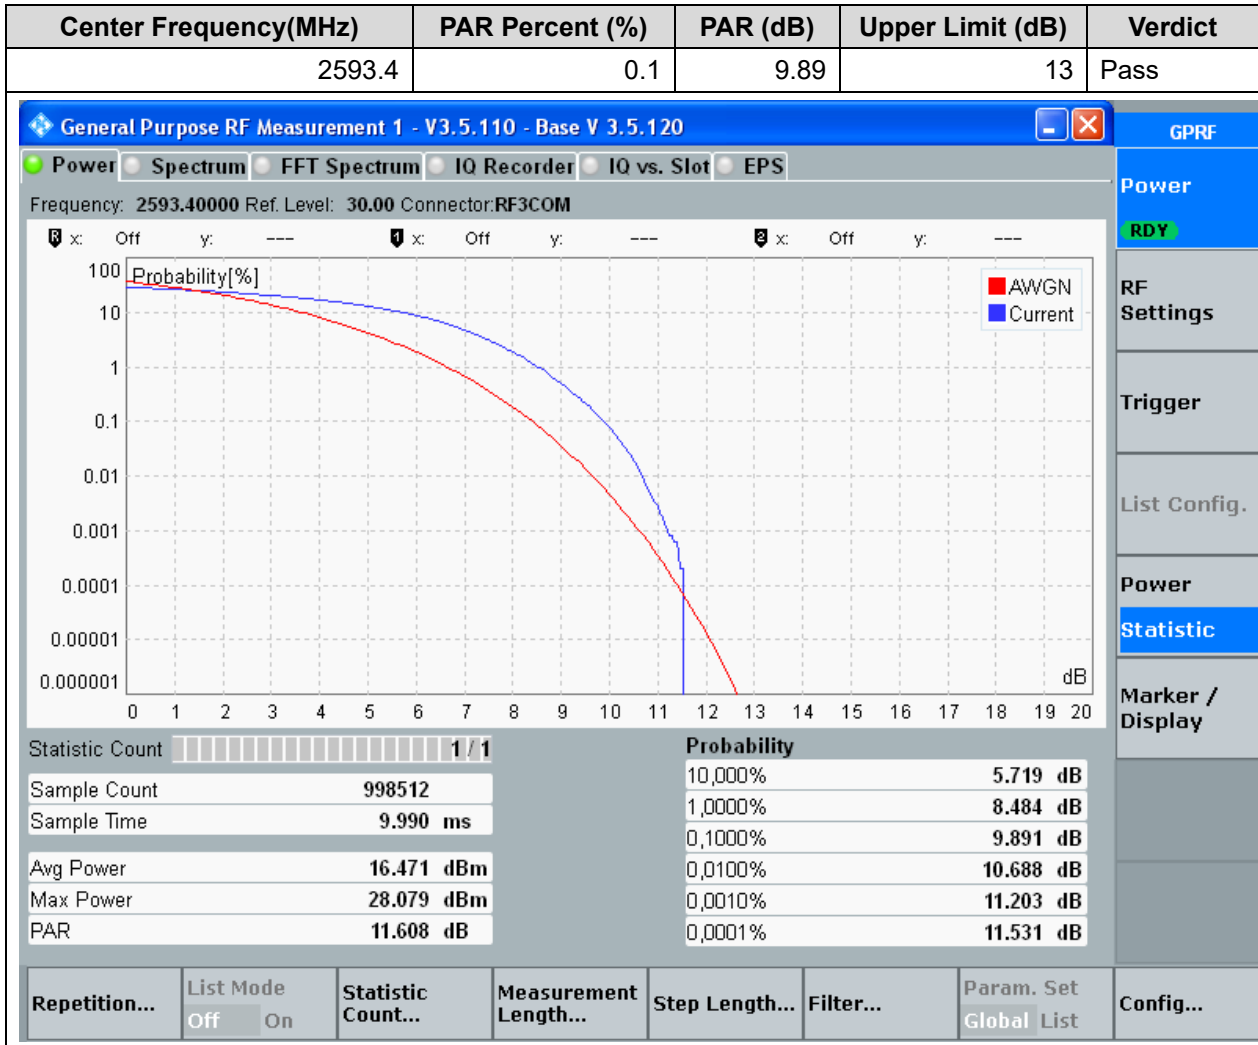 Center Frequency(MHz) PAR Percent (%) PAR (dB) Upper Limit (dB) Verdict
2593.4 0.1 9.89 13 Pass
General Purpose RF Measurement 1 - V3.5.110 - Base V 3.5.120
GPRF
Power Spectrum FFT Spectrum IQ Recorder IQ vs. Slot EPS
Frequency: 2593.40000 Ref. Level: 30.00 Connector:RF3COM
R x: Off y: --- 1 x: Off y: --- 2 x: Off y: ---
Probability[%]
AWGN
Current
100
10
1
0.1
0.01
0.001
0.0001
0.00001
0.000001
dB
0 1 2 3 4 5 6 7 8 9 10 11 12 13 14 15 16 17 18 19 20
Statistic Count 1 / 1
Sample Count 998512
Sample Time 9.990 ms
Avg Power 16.471 dBm
Max Power 28.079 dBm
PAR 11.608 dB
Probability
10,000% 5.719 dB
1,0000% 8.484 dB
0,1000% 9.891 dB
0,0100% 10.688 dB
0,0010% 11.203 dB
0,0001% 11.531 dB
Power
RDY
RF
Settings
Trigger
List Config.
Power
Statistic
Marker /
Display
Repetition...
List Mode
Off On
Statistic
Count...
Measurement
Length...
Step Length...
Filter...
Param. Set
Global List
Config...